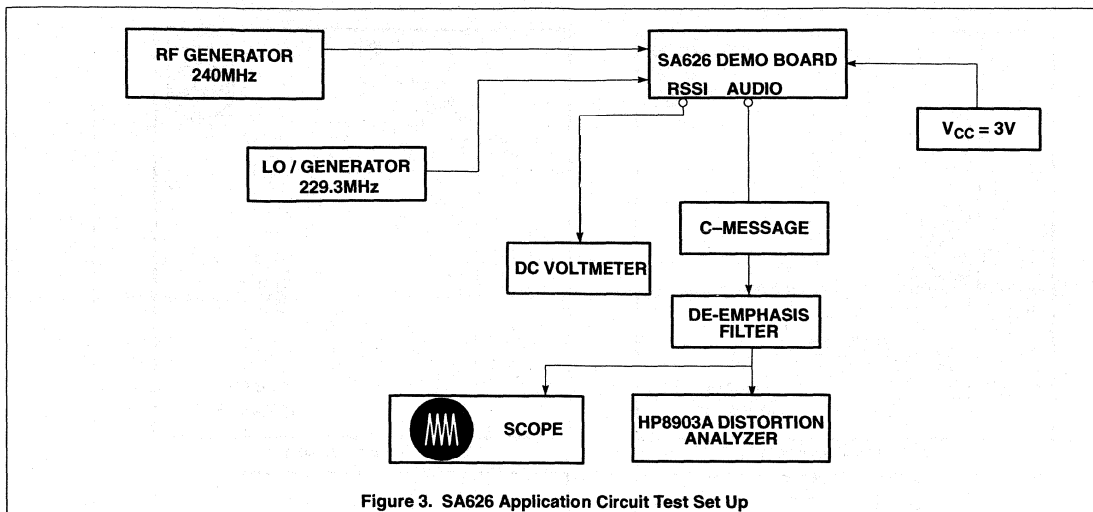 RF GENERATOR
240MHz
SA626 DEMO BOARD
RSSI AUDIO
VCC = 3V
LO / GENERATOR
229.3MHz
C–MESSAGE
DC VOLTMETER
DE-EMPHASIS
FILTER
SCOPE
HP8903A DISTORTION
ANALYZER
Figure 3. SA626 Application Circuit Test Set Up